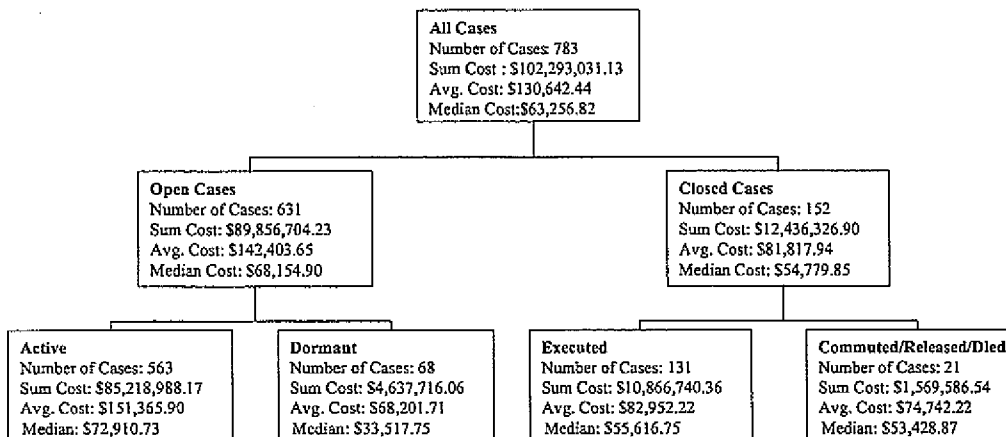 All Cases
Number of Cases: 783
Sum Cost : $102,293,031.13
Avg. Cost: $130,642.44
Median Cost:$63,256.82
Open Cases
Number of Cases: 631
Sum Cost: $89,856,704.23
Avg. Cost: $142,403.65
Median Cost: $68,154.90
Closed Cases
Number of Cases: 152
Sum Cost: $12,436,326.90
Avg. Cost: $81,817.94
Median Cost: $54,779.85
Active
Number of Cases: 563
Sum Cost: $85,218,988.17
Avg. Cost: $151,365.90
Median: $72,910.73
Dormant
Number of Cases: 68
Sum Cost: $4,637,716.06
Avg. Cost: $68,201.71
Median: $33,517.75
Executed
Number of Cases: 131
Sum Cost: $10,866,740.36
Avg. Cost: $82,952.22
Median: $55,616.75
Commuted/Released/Died
Number of Cases: 21
Sum Cost: $1,569,586.54
Avg. Cost: $74,742.22
Median: $53,428.87